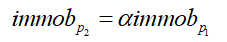 immob_{p_2} = αimmob_{p_1}